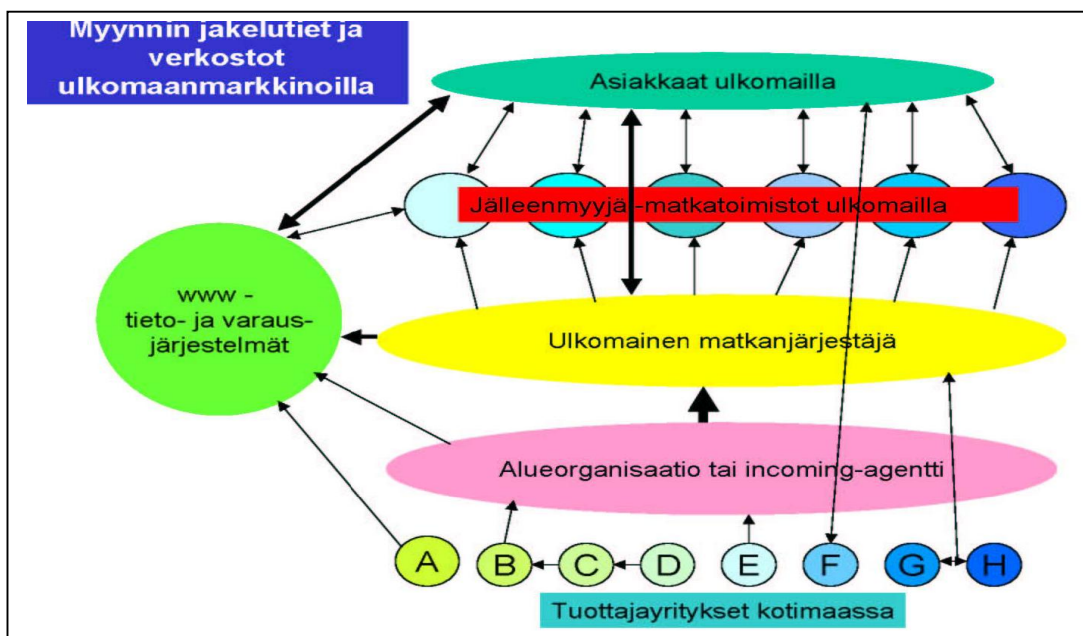 Myynnin jakelutiet ja
verkostot
ulkomaanmarkkinoilla
Asiakkaat ulkomailla
Jälleenmyyjä -matkatoimistot ulkomailla
www -
tieto- ja varaus-
järjestelmät
Ulkomainen matkanjärjestäjä
Alueorganisaatio tai incoming-agentti
A B C D E F G H
Tuottajayritykset kotimaassa